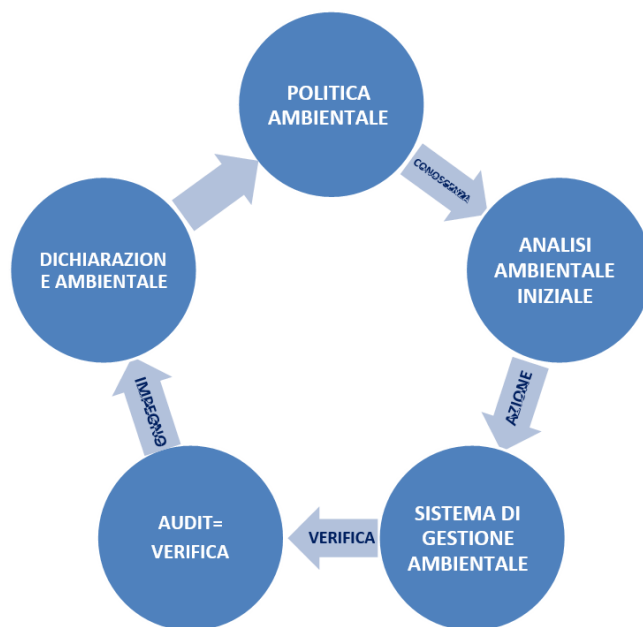 POLITICA
AMBIENTALE
CONOSCENZA
ANALISI
AMBIENTALE
INIZIALE
AZIONE
SISTEMA DI
GESTIONE
AMBIENTALE
VERIFICA
AUDIT=
VERIFICA
IMPEGNO
DICHIARAZION
E AMBIENTALE